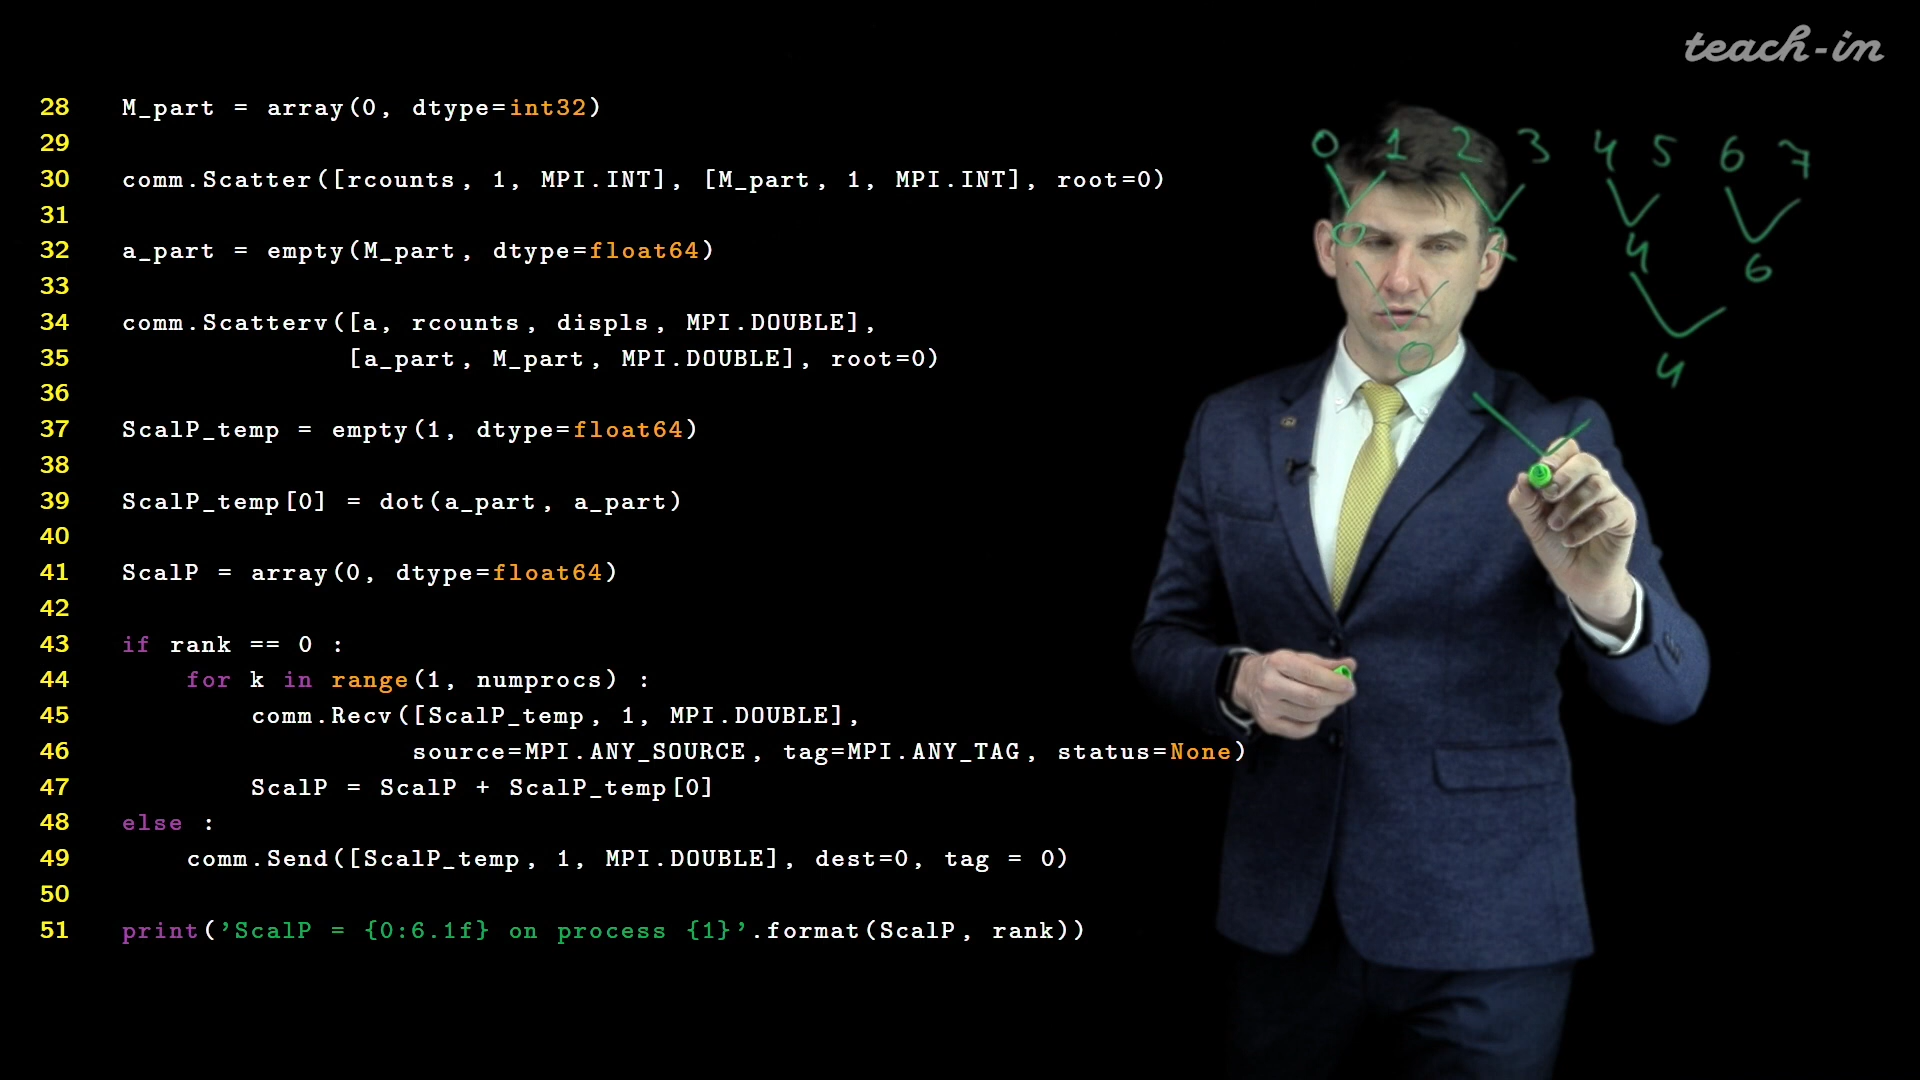 teach-in
28 M_part = array(0, dtype=int32)
29
30 comm.Scatter([rcounts, 1, MPI.INT], [M_part, 1, MPI.INT], root=0)
31
32 a_part = empty(M_part, dtype=float64)
33
34 comm.Scatterv([a, rcounts, displs, MPI.DOUBLE],
35 [a_part, M_part, MPI.DOUBLE], root=0)
36
37 ScalP_temp = empty(1, dtype=float64)
38
39 ScalP_temp[0] = dot(a_part, a_part)
40
41 ScalP = array(0, dtype=float64)
42
43 if rank == 0 :
44 for k in range(1, numprocs) :
45 comm.Recv([ScalP_temp, 1, MPI.DOUBLE],
46 source=MPI.ANY_SOURCE, tag=MPI.ANY_TAG, status=None)
47 ScalP = ScalP + ScalP_temp[0]
48 else :
49 comm.Send([ScalP_temp, 1, MPI.DOUBLE], dest=0, tag = 0)
50
51 print('ScalP = {0:6.1f} on process {1}'.format(ScalP, rank))
0 1 2 3 4 5 6 7
0 2 4 6
0 4